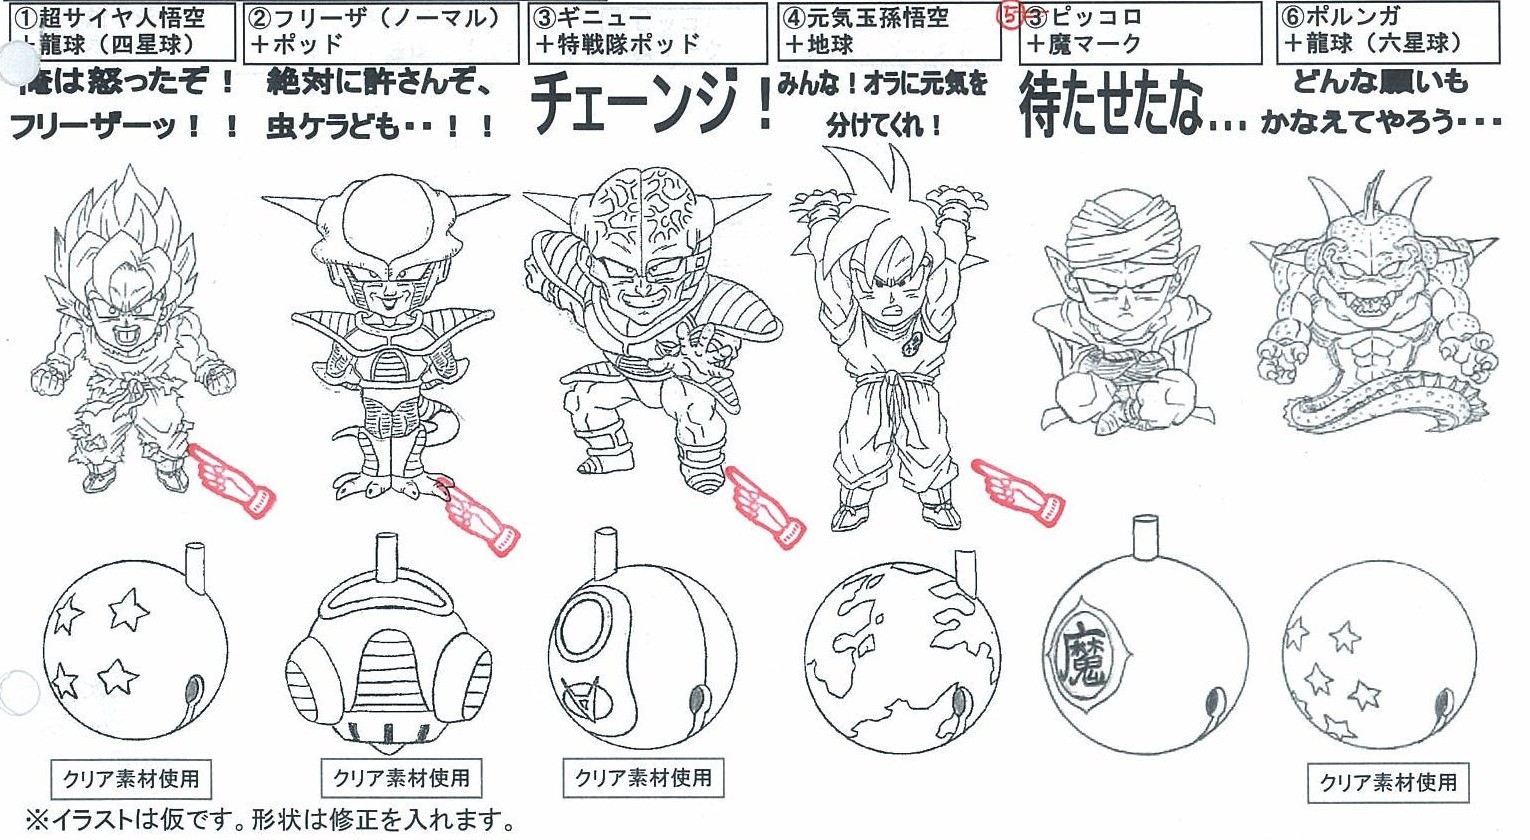 ①超サイヤ人悟空
＋龍球（四星球）
②フリーザ（ノーマル）
＋ポッド
③ギニュー
＋特戦隊ポッド
④元気玉孫悟空
＋地球
⑤③ピッコロ
＋魔マーク
⑥ポルンガ
＋龍球（六星球）
俺は怒ったぞ！
フリーザーッ！！
絶対に許さんぞ、
虫ケラども・・！！
チェーンジ！
みんな！オラに元気を
分けてくれ！
待たせたな...
どんな願いも
かなえてやろう・・・
魔
クリア素材使用
クリア素材使用
クリア素材使用
クリア素材使用
※イラストは仮です。形状は修正を入れます。